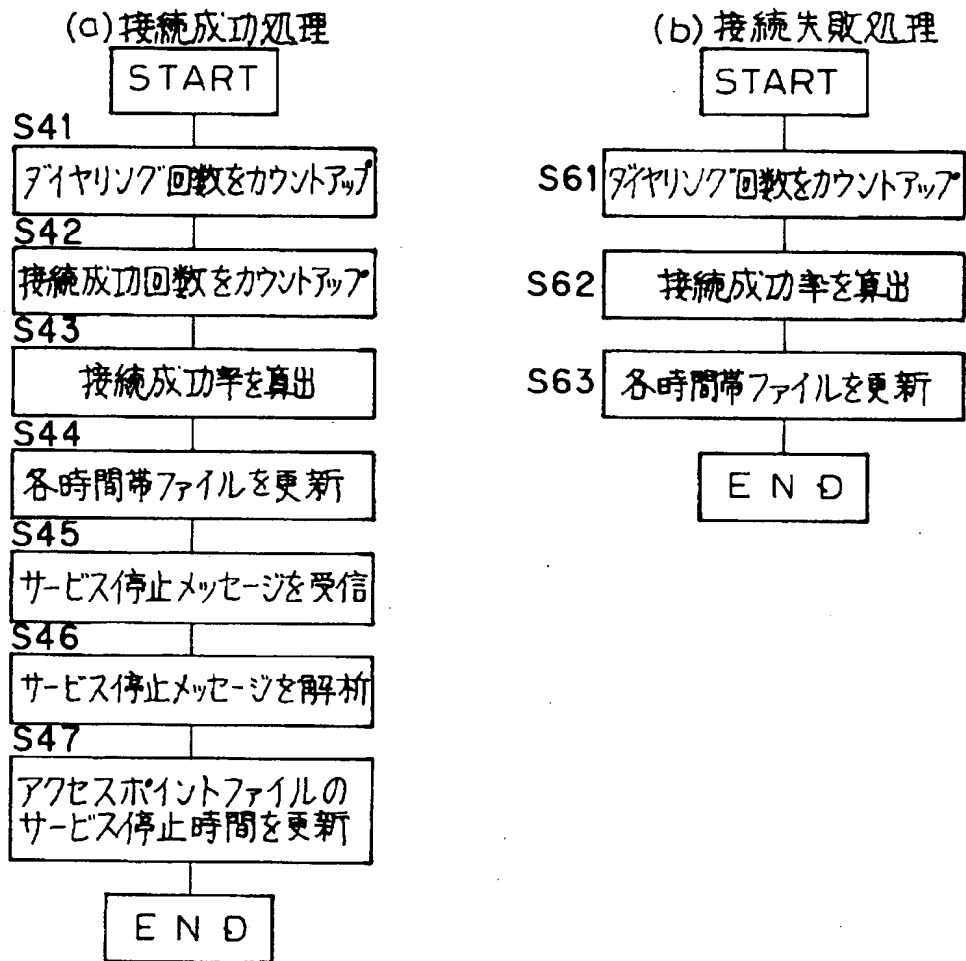 (a)接続成功処理
START
S41
ダイヤリング回数をカウントアップ
S42
接続成功回数をカウントアップ
S43
接続成功率を算出
S44
各時間帯ファイルを更新
S45
サービス停止メッセージを受信
S46
サービス停止メッセージを解析
S47
アクセスポイントファイルの
サービス停止時間を更新
END
(b)接続失敗処理
START
S61
ダイヤリング回数をカウントアップ
S62
接続成功率を算出
S63
各時間帯ファイルを更新
END